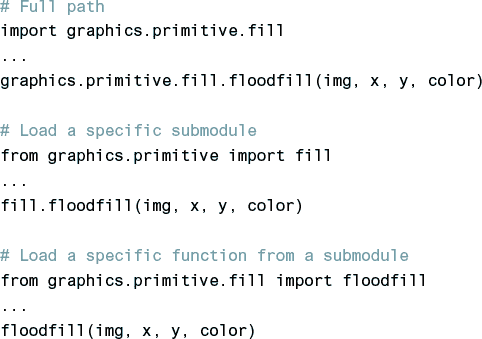 # Full path
import graphics.primitive.fill
...
graphics.primitive.fill.floodfill(img, x, y, color)
# Load a specific submodule
from graphics.primitive import fill
...
fill.floodfill(img, x, y, color)
# Load a specific function from a submodule
from graphics.primitive.fill import floodfill
...
floodfill(img, x, y, color)